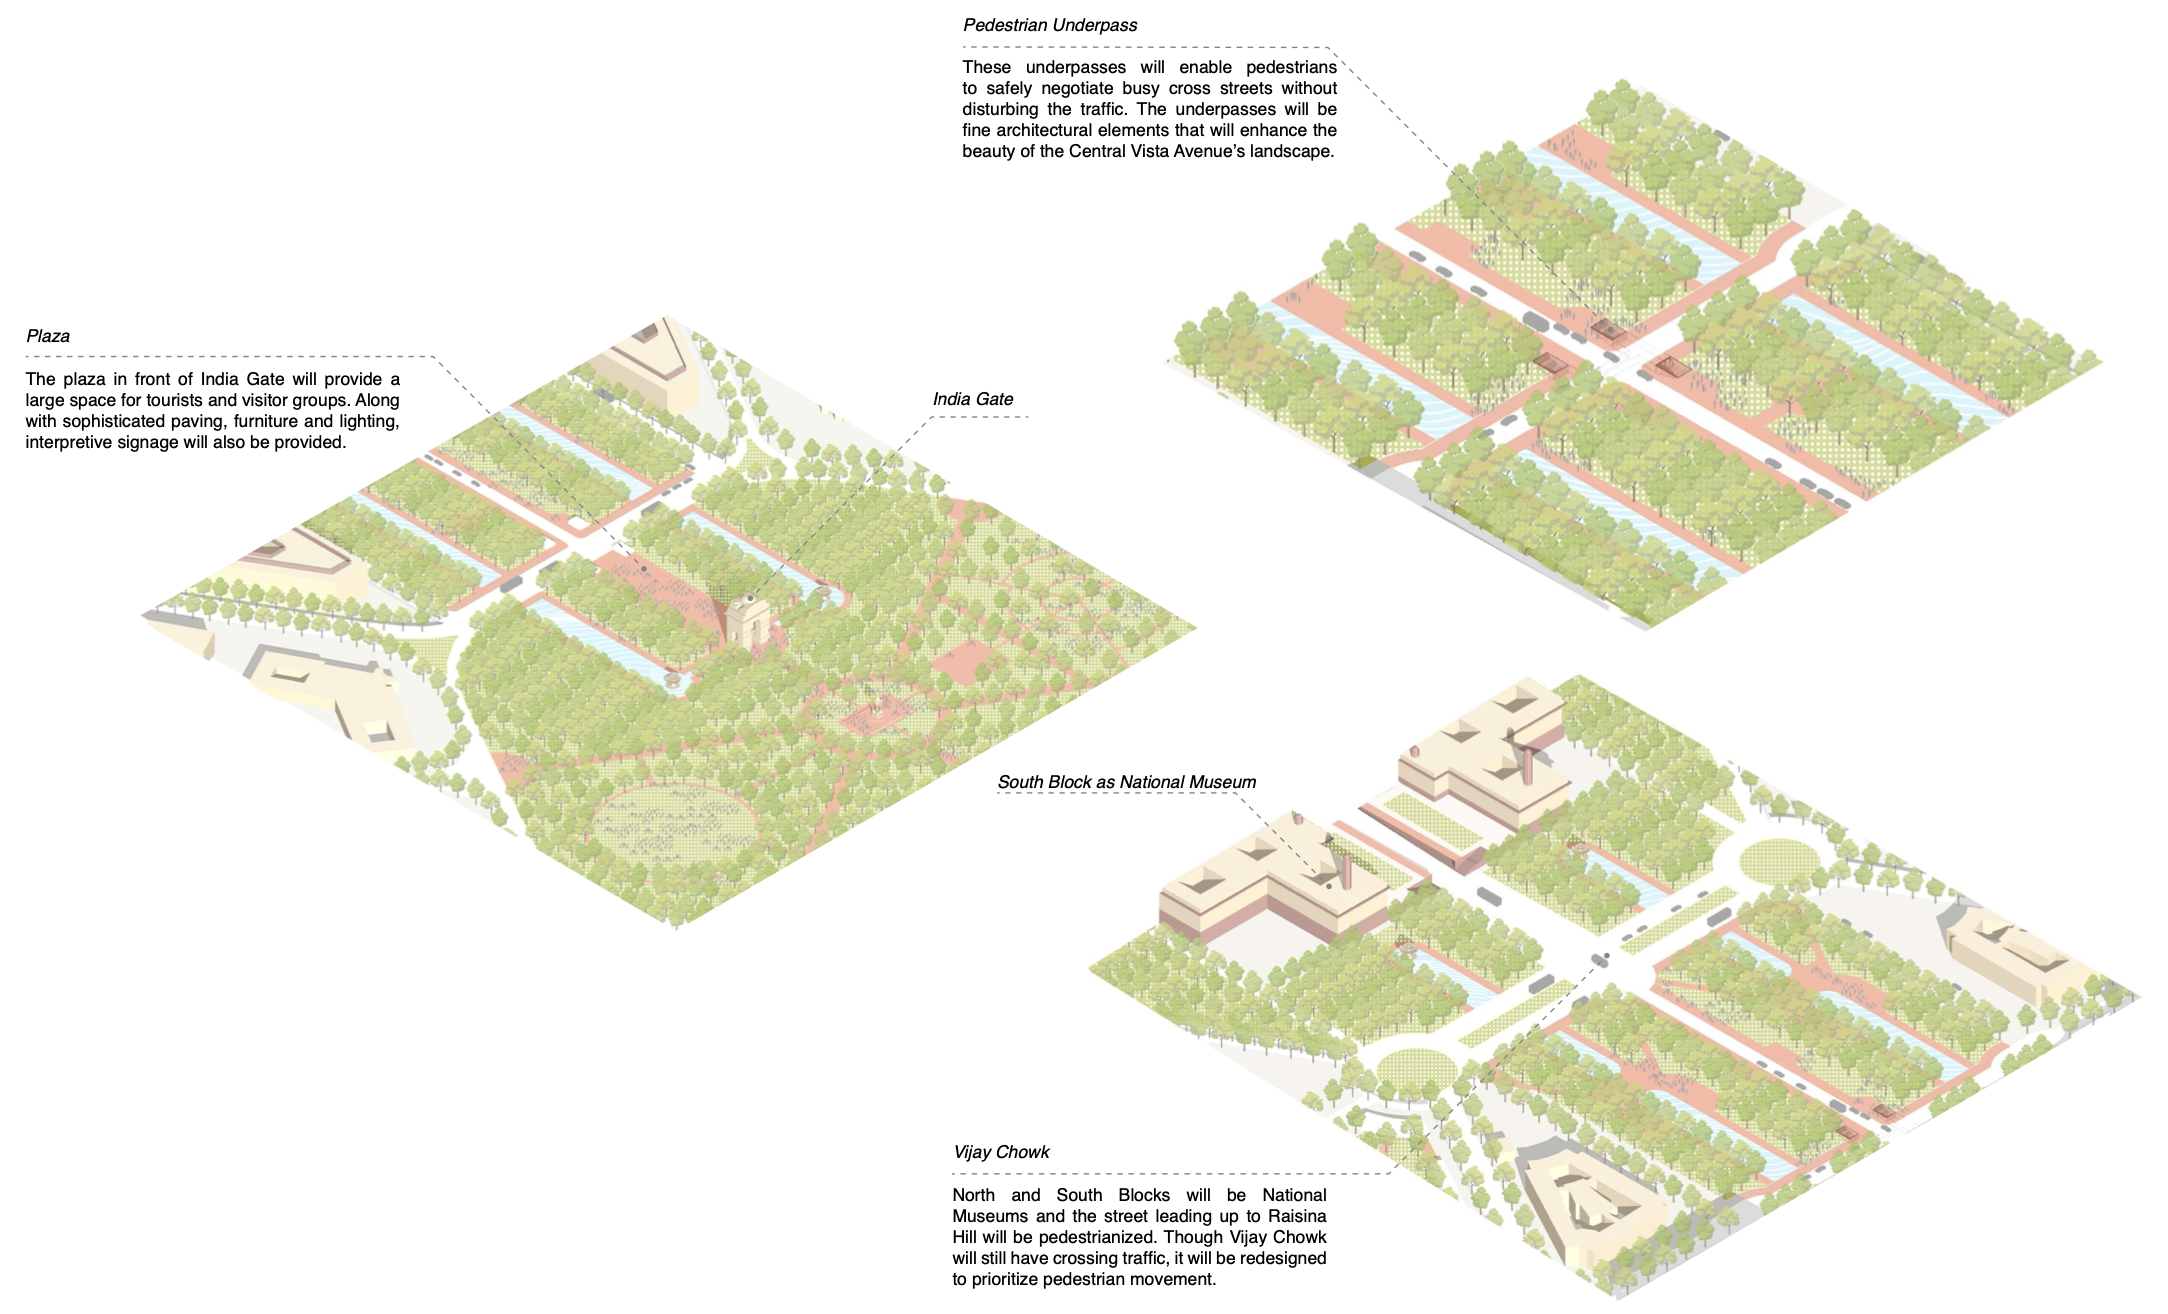 Pedestrian Underpass
These underpasses will enable pedestrians
to safely negotiate busy cross streets without
disturbing the traffic. The underpasses will be
fine architectural elements that will enhance the
beauty of the Central Vista Avenue’s landscape.
Plaza
The plaza in front of India Gate will provide a
large space for tourists and visitor groups. Along
with sophisticated paving, furniture and lighting,
interpretive signage will also be provided.
India Gate
South Block as National Museum
Vijay Chowk
North and South Blocks will be National
Museums and the street leading up to Raisina
Hill will be pedestrianized. Though Vijay Chowk
will still have crossing traffic, it will be redesigned
to prioritize pedestrian movement.